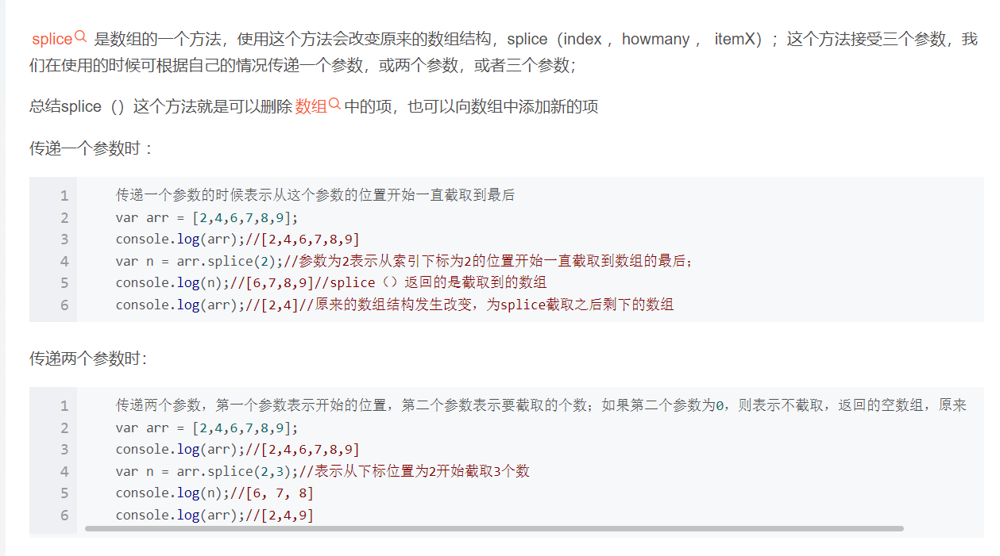 splice 是数组的一个方法，使用这个方法会改变原来的数组结构，splice（index ，howmany ， itemX）；这个方法接受三个参数，我
们在使用的时候可根据自己的情况传递一个参数，或两个参数，或者三个参数；
总结splice（）这个方法就是可以删除 数组 中的项，也可以向数组中添加新的项
传递一个参数时 ：
1 传递一个参数的时候表示从这个参数的位置开始一直截取到最后
2 var arr = [2,4,6,7,8,9];
3 console.log(arr);//[2,4,6,7,8,9]
4 var n = arr.splice(2);//参数为2表示从索引下标为2的位置开始一直截取到数组的最后；
5 console.log(n);//[6,7,8,9]//splice（）返回的是截取到的数组
6 console.log(arr);//[2,4]//原来的数组结构发生改变，为splice截取之后剩下的数组
传递两个参数时：
1 传递两个参数，第一个参数表示开始的位置，第二个参数表示要截取的个数；如果第二个参数为0，则表示不截取，返回的空数组，原来
2 var arr = [2,4,6,7,8,9];
3 console.log(arr);//[2,4,6,7,8,9]
4 var n = arr.splice(2,3);//表示从下标位置为2开始截取3个数
5 console.log(n);//[6, 7, 8]
6 console.log(arr);//[2,4,9]